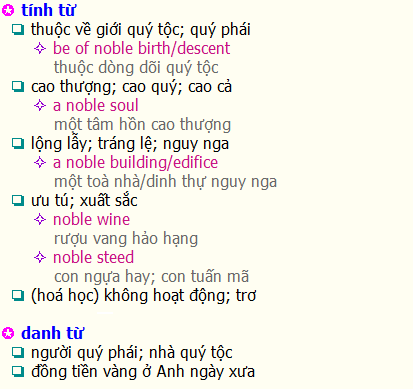 tính từ
thuộc về giới quý tộc; quý phái
be of noble birth/descent
thuộc dòng dõi quý tộc
cao thượng; cao quý; cao cả
a noble soul
một tâm hồn cao thượng
lộng lẫy; tráng lệ; nguy nga
a noble building/edifice
một toà nhà/dinh thự nguy nga
ưu tú; xuất sắc
noble wine
rượu vang hảo hạng
noble steed
con ngựa hay; con tuấn mã
(hoá học) không hoạt động; trơ
danh từ
người quý phái; nhà quý tộc
đồng tiền vàng ở Anh ngày xưa